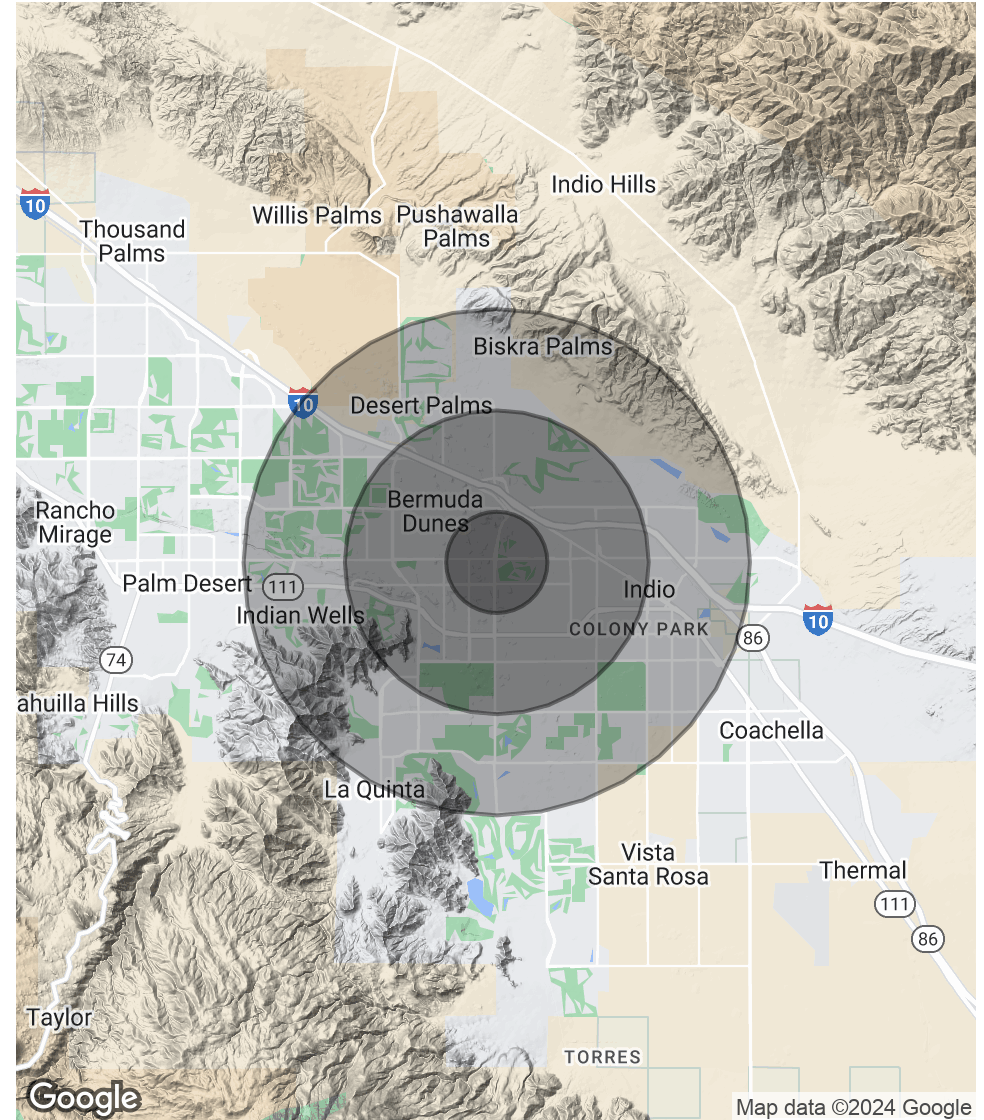 Indio Hills
10
Willis Palms
Pushawalla
Palms
Thousand
Palms
Biskra Palms
10
Desert Palms
Bermuda
Dunes
Rancho
Mirage
Palm Desert
111
Indio
Indian Wells
COLONY PARK
10
86
74
ahuilla Hills
Coachella
La Quinta
Vista
Santa Rosa
Thermal
111
86
Taylor
TORRES
Google
Map data ©2024 Google